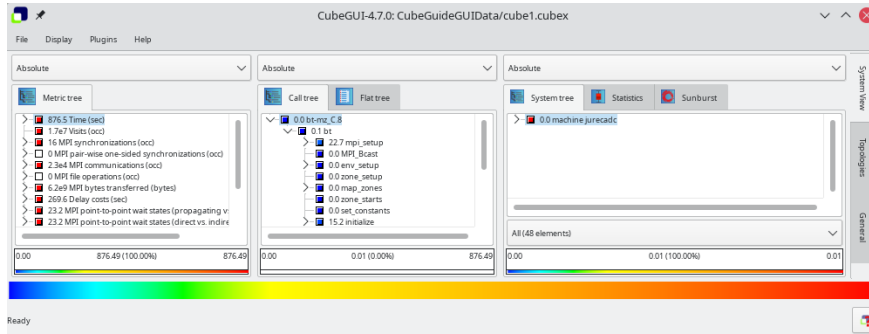 CubeGUI-4.7.0: CubeGuideGUIData/cube1.cubex
File Display Plugins Help
Absolute Absolute Absolute
Metric tree
Call tree Flat tree
System tree Statistics Sunburst
876.5 Time (sec)
1.7e7 Visits (occ)
16 MPI synchronizations (occ)
0 MPI pair-wise one-sided synchronizations (occ)
2.3e4 MPI communications (occ)
0 MPI file operations (occ)
6.2e9 MPI bytes transferred (bytes)
269.6 Delay costs (sec)
23.2 MPI point-to-point wait states (propagating v
23.2 MPI point-to-point wait states (direct vs. indire
0.00 876.49 (100.00%) 876.49
0.0 bt-mz_C.8
0.1 bt
22.7 mpi_setup
0.0 MPI_Bcast
0.0 env_setup
0.0 zone_setup
0.0 map_zones
0.0 zone_starts
0.0 set_constants
15.2 initialize
0.00 0.01 (0.00%) 876.49
0.0 machine jurecadc
All (48 elements)
0.00 0.01 (100.00%) 0.01
System View
Topologies
General
Ready